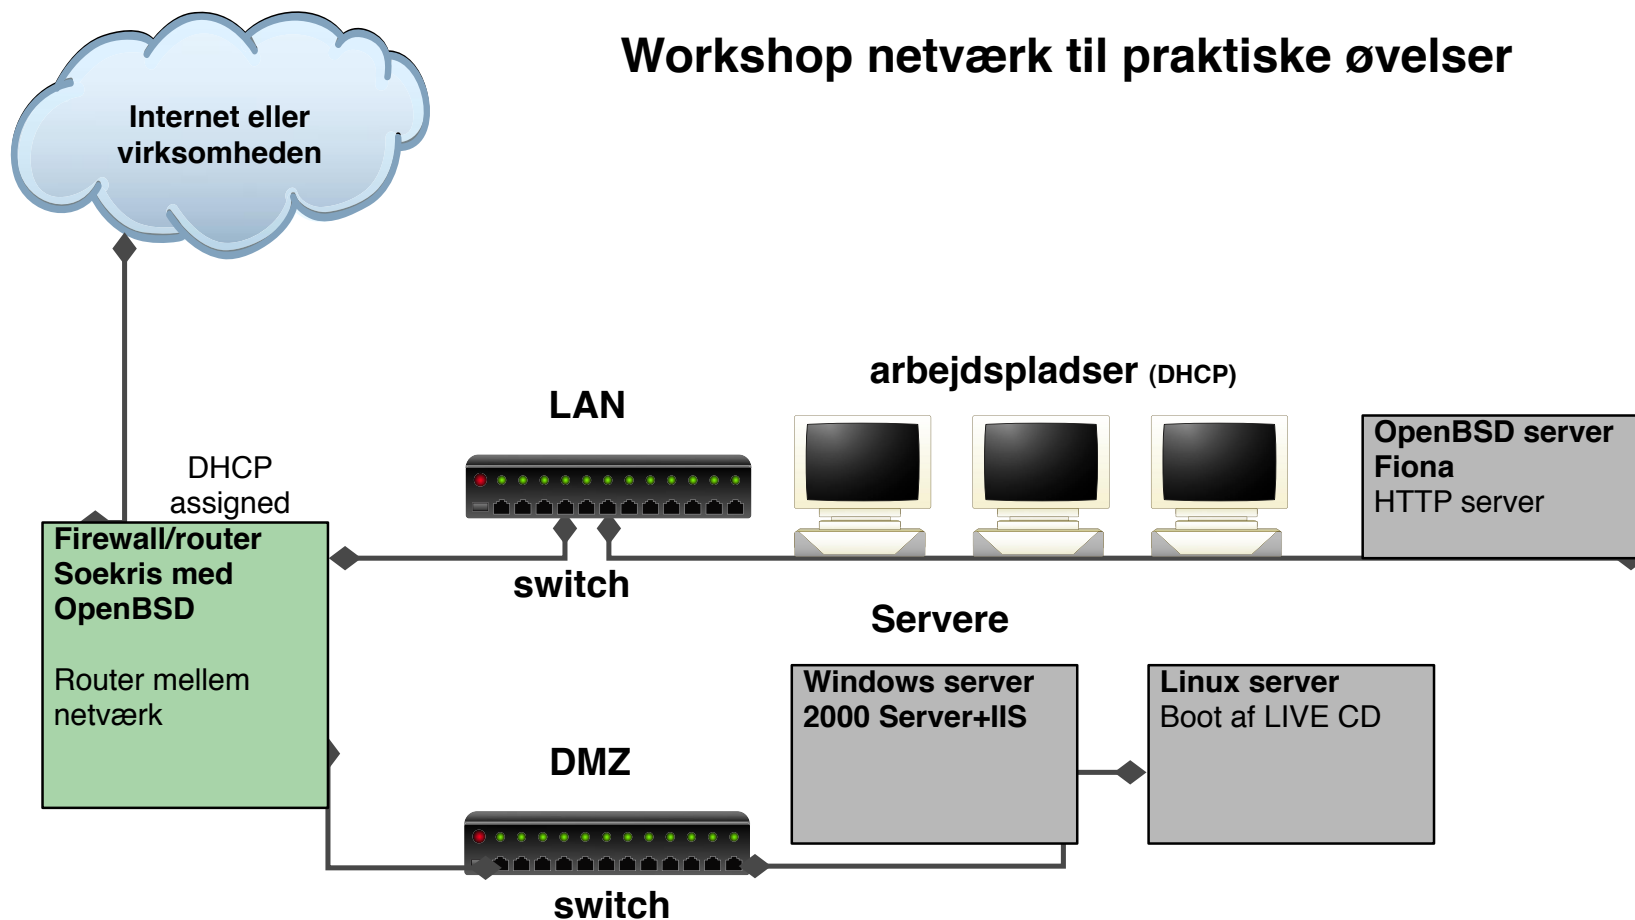 Workshop netværk til praktiske øvelser
Internet eller
virksomheden
arbejdspladser (DHCP)
LAN
OpenBSD server
Fiona
HTTP server
DHCP
assigned
Firewall/router
Soekris med
OpenBSD
Router mellem
netværk
switch
Servere
Windows server
2000 Server+IIS
Linux server
Boot af LIVE CD
DMZ
switch